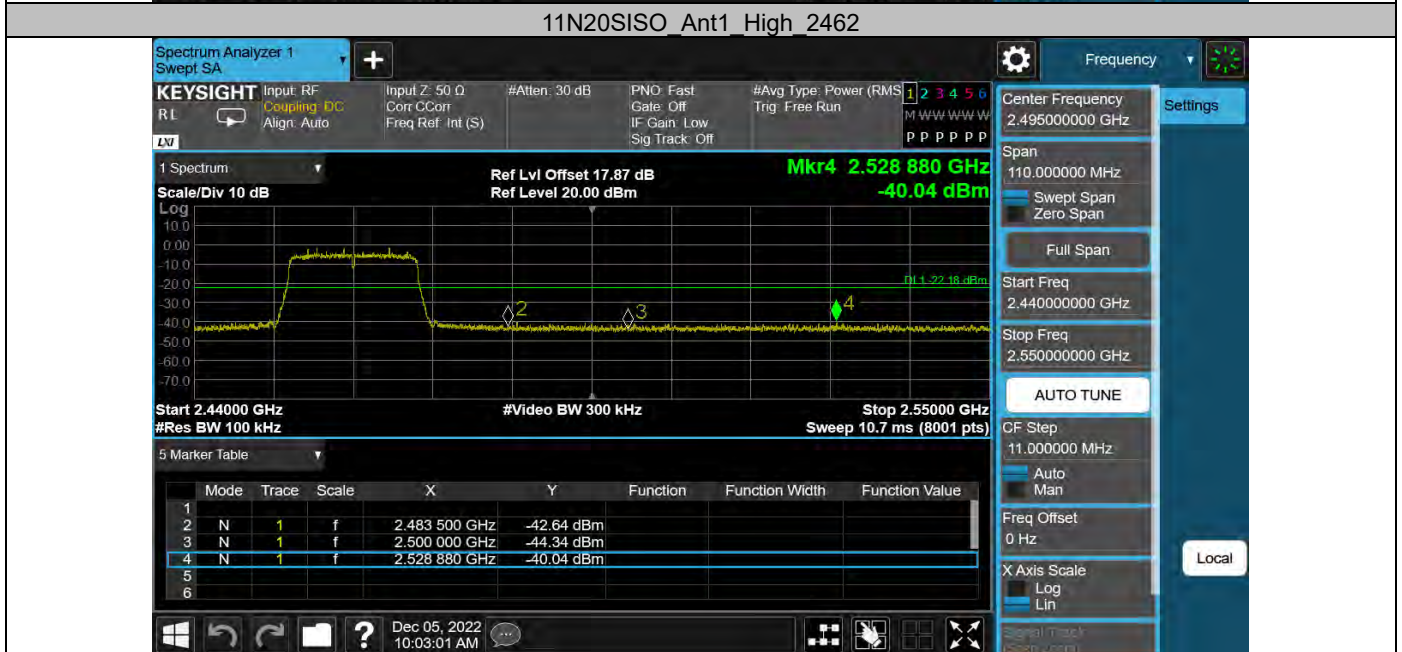 11N20SISO_Ant1_High_2462
Spectrum Analyzer 1
Swept SA
+
Frequency
KEYSIGHT
RL
LXI
Input: RF
Coupling: DC
Align: Auto
Input Z: 50 Ω
Corr CCorr
Freq Ref: Int (S)
#Atten: 30 dB
PNO: Fast
Gate: Off
IF Gain: Low
Sig Track: Off
#Avg Type: Power (RMS
Trig: Free Run
1 2 3 4 5 6
M W W W W W
P P P P P P
Settings
Center Frequency
2.495000000 GHz
Span
110.000000 MHz
Swept Span
Zero Span
Full Span
Start Freq
2.440000000 GHz
Stop Freq
2.550000000 GHz
AUTO TUNE
CF Step
11.000000 MHz
Auto
Man
Freq Offset
0 Hz
X Axis Scale
Log
Lin
Signal Track
Local
1 Spectrum
Scale/Div 10 dB
Ref Lvl Offset 17.87 dB
Ref Level 20.00 dBm
Mkr4 2.528 880 GHz
-40.04 dBm
Log
10.0
0.00
-10.0
-20.0
-30.0
-40.0
-50.0
-60.0
-70.0
DL1 -22.18 dBm
2
3
4
Start 2.44000 GHz
#Video BW 300 kHz
Stop 2.55000 GHz
#Res BW 100 kHz
Sweep 10.7 ms (8001 pts)
5 Marker Table
Mode Trace Scale X Y Function Function Width Function Value
1
2 N 1 f 2.483 500 GHz -42.64 dBm
3 N 1 f 2.500 000 GHz -44.34 dBm
4 N 1 f 2.528 880 GHz -40.04 dBm
5
6
?
Dec 05, 2022
10:03:01 AM